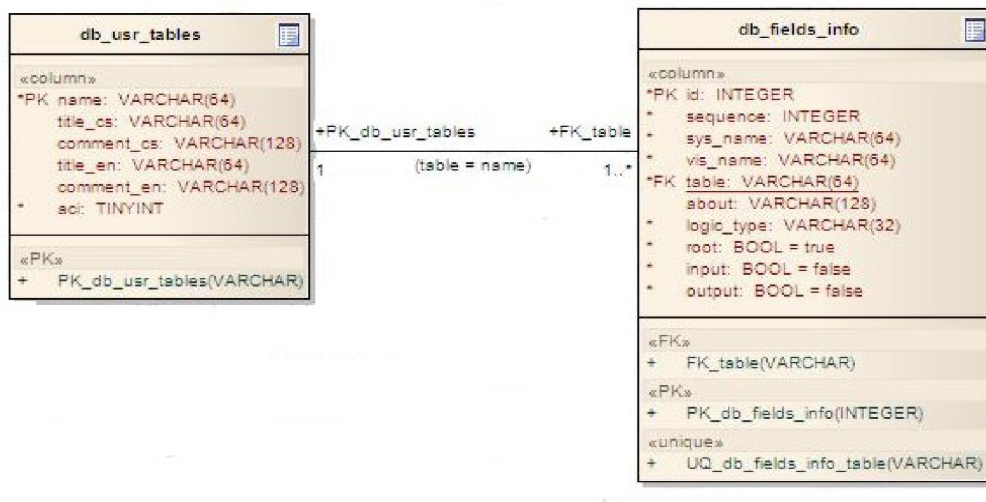 db_usr_tables
«column»
*PK name: VARCHAR(64)
title_cs: VARCHAR(64)
comment_cs: VARCHAR(128)
title_en: VARCHAR(64)
comment_en: VARCHAR(128)
* aci: TINYINT
«PK»
+ PK_db_usr_tables(VARCHAR)
+PK_db_usr_tables
+FK_table
1
(table = name)
1..*
db_fields_info
«column»
*PK id: INTEGER
* sequence: INTEGER
* sys_name: VARCHAR(64)
* vis_name: VARCHAR(64)
*FK table: VARCHAR(64)
about: VARCHAR(128)
* logic_type: VARCHAR(32)
* root: BOOL = true
* input: BOOL = false
* output: BOOL = false
«FK»
+ FK_table(VARCHAR)
«PK»
+ PK_db_fields_info(INTEGER)
«unique»
+ UQ_db_fields_info_table(VARCHAR)